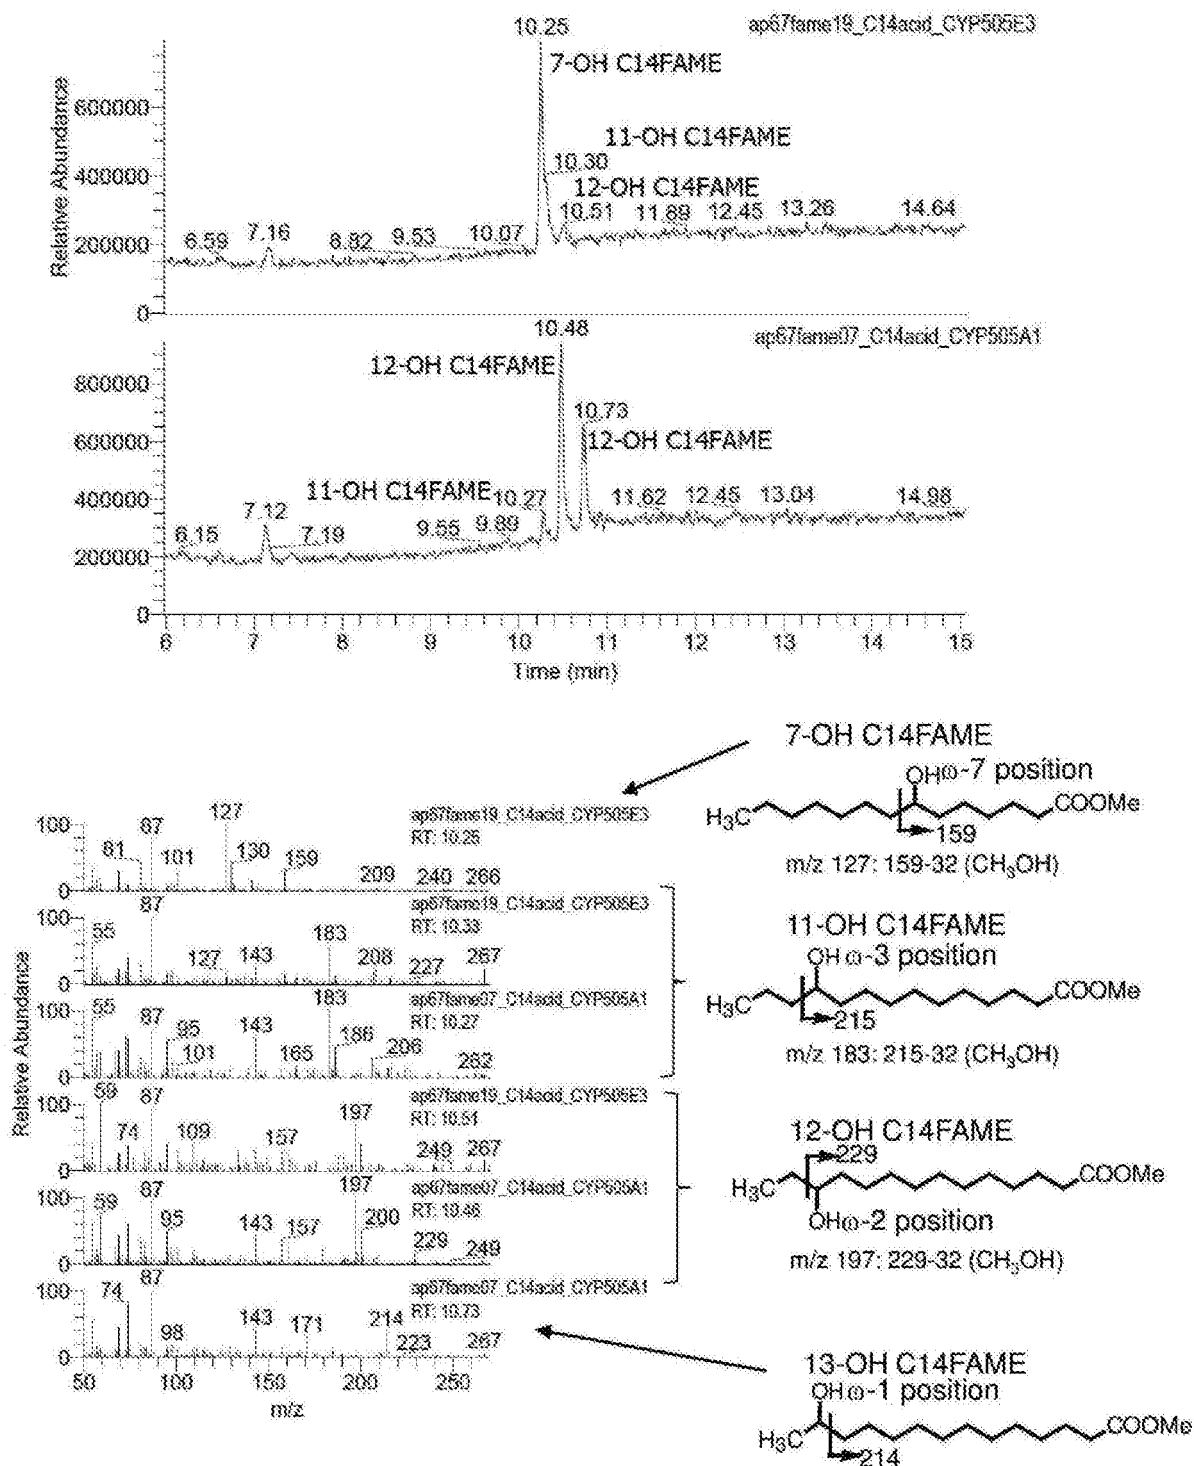 ap67fame19_C14acid_CYP505E3
10.25
7-OH C14FAME
11-OH C14FAME
10.30
12-OH C14FAME
10.51 11.89 12.45 13.26 14.64
6.59 7.16 8.82 9.53 10.07
600000
400000
200000
0
Relative Abundance
ap67fame07_C14acid_CYP505A1
10.48
12-OH C14FAME
10.73
12-OH C14FAME
11-OH C14FAME 10.27
11.62 12.45 13.04 14.98
6.15 7.12 7.19 9.55 9.89
800000
600000
400000
200000
0
6 7 8 9 10 11 12 13 14 15
Time (min)
7-OH C14FAME
OH ω-7 position
H₃C COOMe
159
m/z 127: 159-32 (CH₃OH)
11-OH C14FAME
OH ω-3 position
H₃C COOMe
215
m/z 183: 215-32 (CH₃OH)
12-OH C14FAME
229
H₃C COOMe
OH ω-2 position
m/z 197: 229-32 (CH₃OH)
13-OH C14FAME
OH ω-1 position
H₃C COOMe
214
Relative Abundance
ap67fame19_C14acid_CYP505E3
RT: 10.25
100
0
81 87 101 127 130 159 209 240 266
ap67fame19_C14acid_CYP505E3
100
0
55 87 127 143 183 208 227 267
ap67fame07_C14acid_CYP505A1
RT: 10.27
100
0
55 87 95 101 143 165 183 186 206 262
ap67fame19_C14acid_CYP505E3
RT: 10.51
100
0
59 74 87 109 157 197 249 267
ap67fame07_C14acid_CYP505A1
100
0
59 87 95 143 157 197 200 229 249
ap67fame07_C14acid_CYP505A1
RT: 10.73
100
0
74 87 98 143 171 214 223 267
50 100 150 200 250
m/z